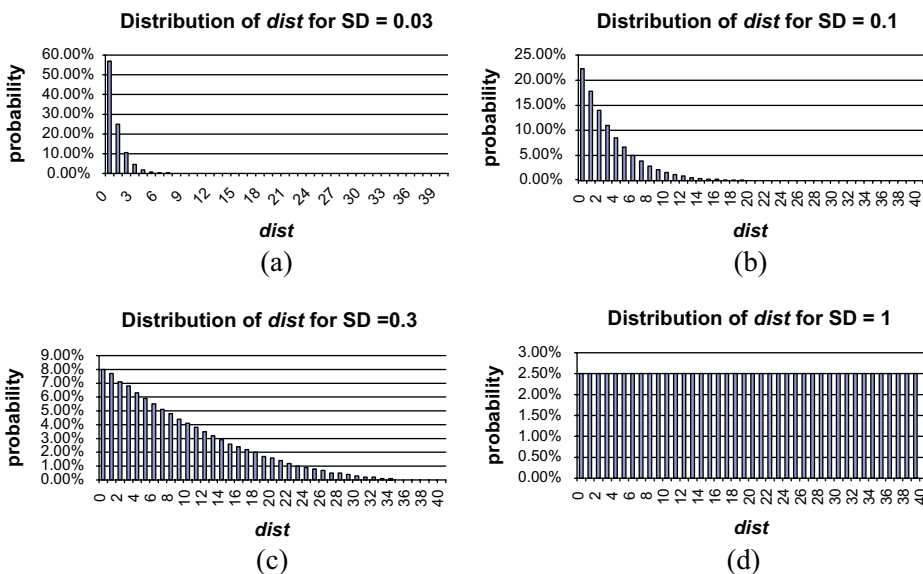 Distribution of dist for SD = 0.03
probability
60.00%
50.00%
40.00%
30.00%
20.00%
10.00%
0.00%
0 3 6 9 12 15 18 21 24 27 30 33 36 39
dist
(a)
Distribution of dist for SD = 0.1
probability
25.00%
20.00%
15.00%
10.00%
5.00%
0.00%
0 2 4 6 8 10 12 14 16 18 20 22 24 26 28 30 32 34 36 38 40
dist
(b)
Distribution of dist for SD =0.3
probability
9.00%
8.00%
7.00%
6.00%
5.00%
4.00%
3.00%
2.00%
1.00%
0.00%
0 2 4 6 8 10 12 14 16 18 20 22 24 26 28 30 32 34 36 38 40
dist
(c)
Distribution of dist for SD = 1
probability
3.00%
2.50%
2.00%
1.50%
1.00%
0.50%
0.00%
0 2 4 6 8 10 12 14 16 18 20 22 24 26 28 30 32 34 36 38 40
dist
(d)